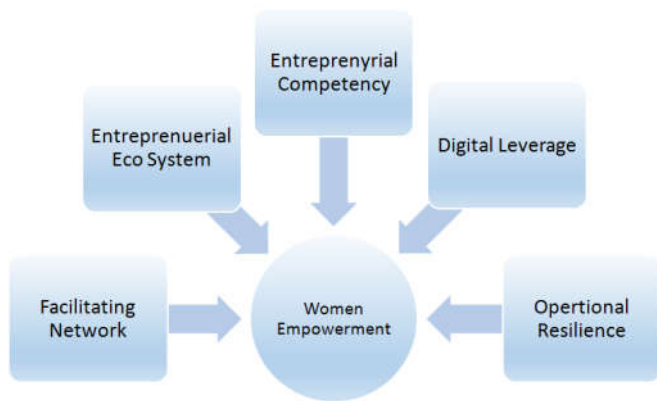 Entreprenyrial
Competency
Entreprenuerial
Eco System
Digital Leverage
Facilitating
Network
Women
Empowerment
Opertional
Resilience